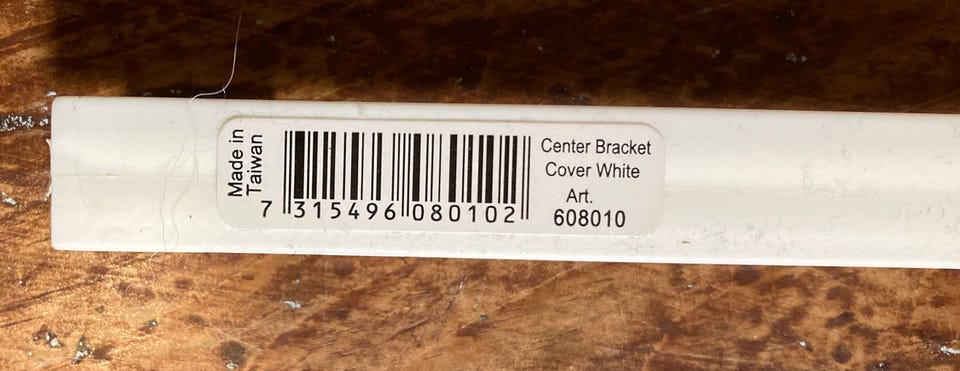 Made in
Taiwan
7 315496 080102
Center Bracket
Cover White
Art.
608010